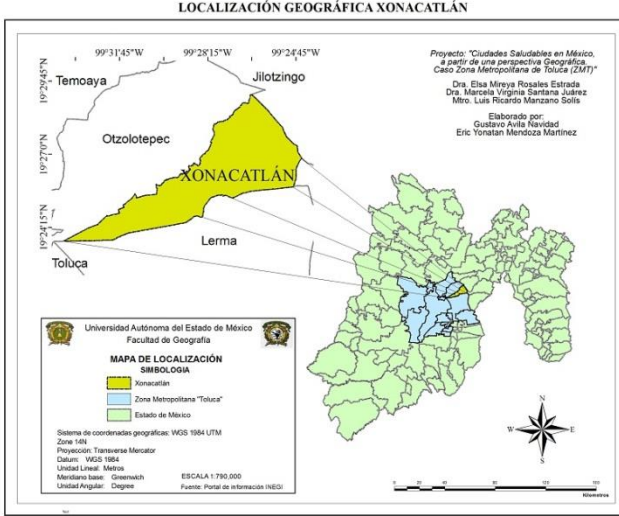 LOCALIZACIÓN GEOGRÁFICA XONACATLÁN
99°31'45"W 99°28'15"W 99°24'45"W
19°29'45"N
19°27'0"N
19°24'15"N
Temoaya
Jilotzingo
Otzolotepec
XONACATLÁN
Lerma
Toluca
Proyecto: "Ciudades Saludables en México,
a partir de una perspectiva Geográfica.
Caso Zona Metropolitana de Toluca (ZMT)"
Dra. Elsa Mireya Rosales Estrada
Dra. Marcela Virginia Santana Juárez
Mtro. Luis Ricardo Manzano Solís
Elaborado por:
Gustavo Avila Navidad
Eric Yonatan Mendoza Martínez
Universidad Autónoma del Estado de México
Facultad de Geografía
MAPA DE LOCALIZACIÓN
SIMBOLOGIA
Xonacatlán
Zona Metropolitana "Toluca"
Estado de México
Sistema de coordenadas geográficas: WGS 1984 UTM
Zone 14N
Proyección: Transverse Mercator
Datum: WGS 1984
Unidad Lineal: Metros
Meridiano base: Greenwich
Unidad Angular: Degree
ESCALA 1:790,000
Fuente: Portal de información INEGI
N
W E
S
Kilometros